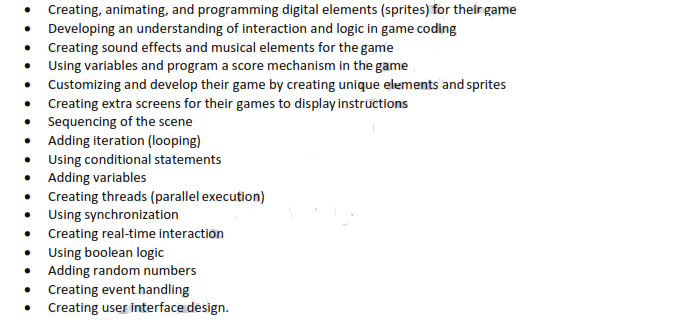 • Creating, animating, and programming digital elements (sprites) for their game
• Developing an understanding of interaction and logic in game coding
• Creating sound effects and musical elements for the game
• Using variables and program a score mechanism in the game
• Customizing and develop their game by creating unique elements and sprites
• Creating extra screens for their games to display instructions
• Sequencing of the scene
• Adding iteration (looping)
• Using conditional statements
• Adding variables
• Creating threads (parallel execution)
• Using synchronization
• Creating real-time interaction
• Using boolean logic
• Adding random numbers
• Creating event handling
• Creating user interface design.